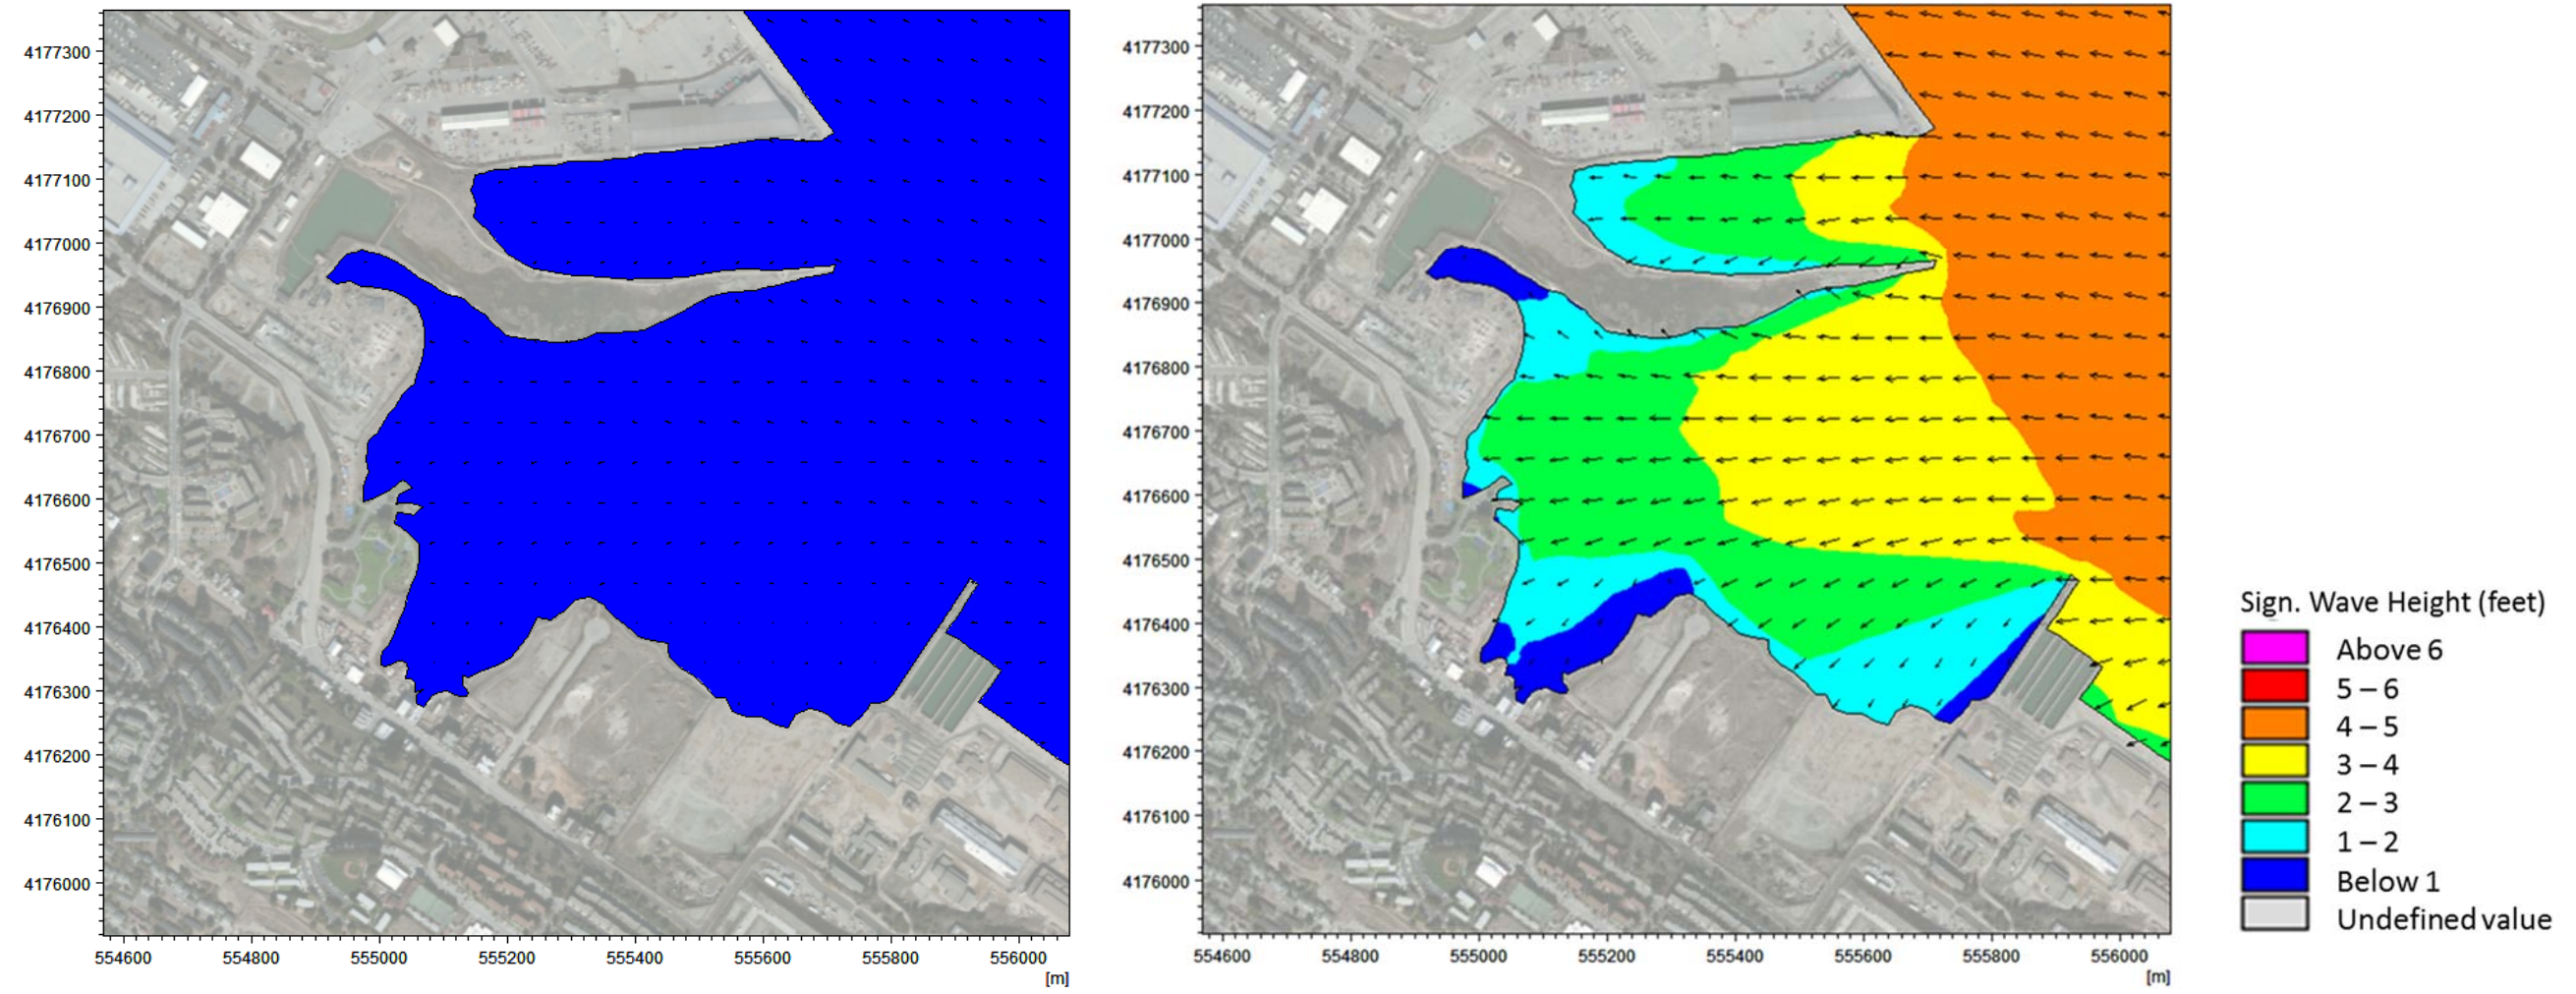 4177300
4177200
4177100
4177000
4176900
4176800
4176700
4176600
4176500
4176400
4176300
4176200
4176100
4176000
554600 554800 555000 555200 555400 555600 555800 556000
[m]
4177300
4177200
4177100
4177000
4176900
4176800
4176700
4176600
4176500
4176400
4176300
4176200
4176100
4176000
554600 554800 555000 555200 555400 555600 555800 556000
[m]
Sign. Wave Height (feet)
Above 6
5 – 6
4 – 5
3 – 4
2 – 3
1 – 2
Below 1
Undefined value